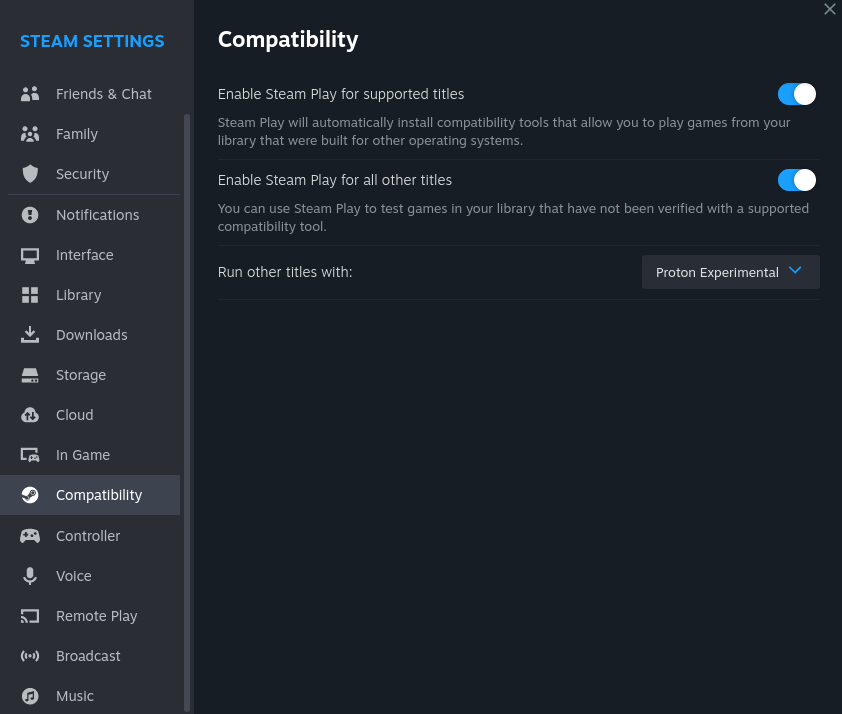 STEAM SETTINGS
Friends & Chat
Family
Security
Notifications
Interface
Library
Downloads
Storage
Cloud
In Game
Compatibility
Controller
Voice
Remote Play
Broadcast
Music
Compatibility
Enable Steam Play for supported titles
Steam Play will automatically install compatibility tools that allow you to play games from your
library that were built for other operating systems.
Enable Steam Play for all other titles
You can use Steam Play to test games in your library that have not been verified with a supported
compatibility tool.
Run other titles with:
Proton Experimental